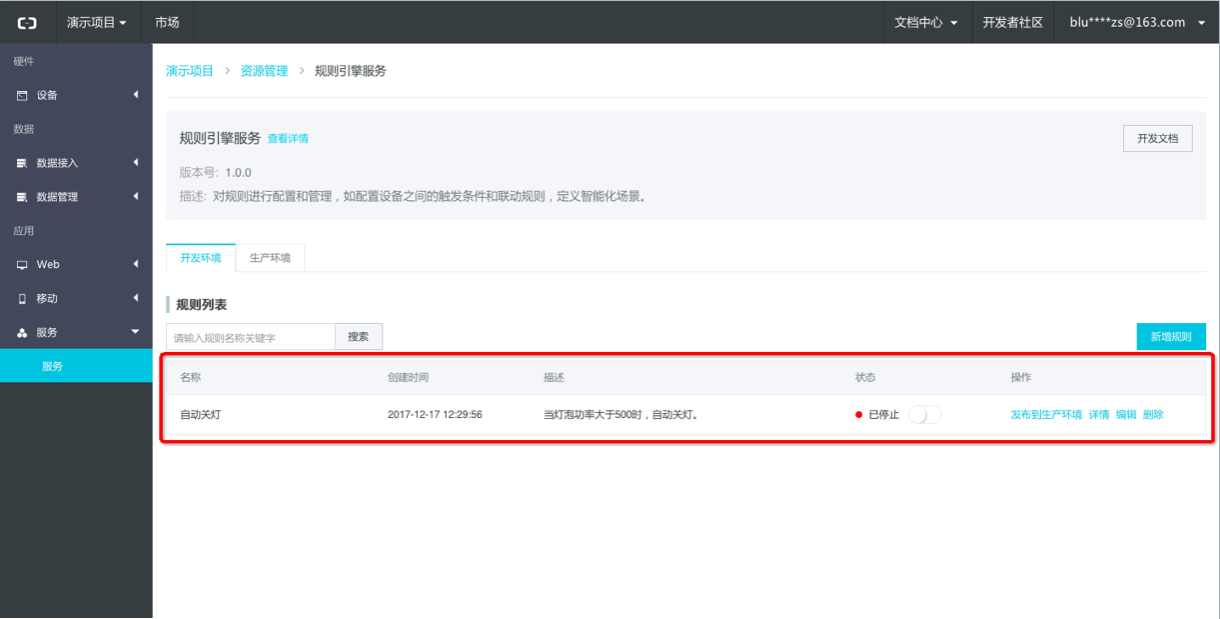 演示项目 市场 文档中心 开发者社区 blu****zs@163.com
硬件
设备
数据
数据接入
数据管理
应用
Web
移动
服务
服务
演示项目 > 资源管理 > 规则引擎服务
规则引擎服务 查看详情 开发文档
版本号: 1.0.0
描述: 对规则进行配置和管理，如配置设备之间的触发条件和联动规则，定义智能化场景。
开发环境 生产环境
规则列表
请输入规则名称关键字 搜索 新增规则
名称 创建时间 描述 状态 操作
自动关灯 2017-12-17 12:29:56 当灯泡功率大于500时，自动关灯。 已停止 发布到生产环境 详情 编辑 删除